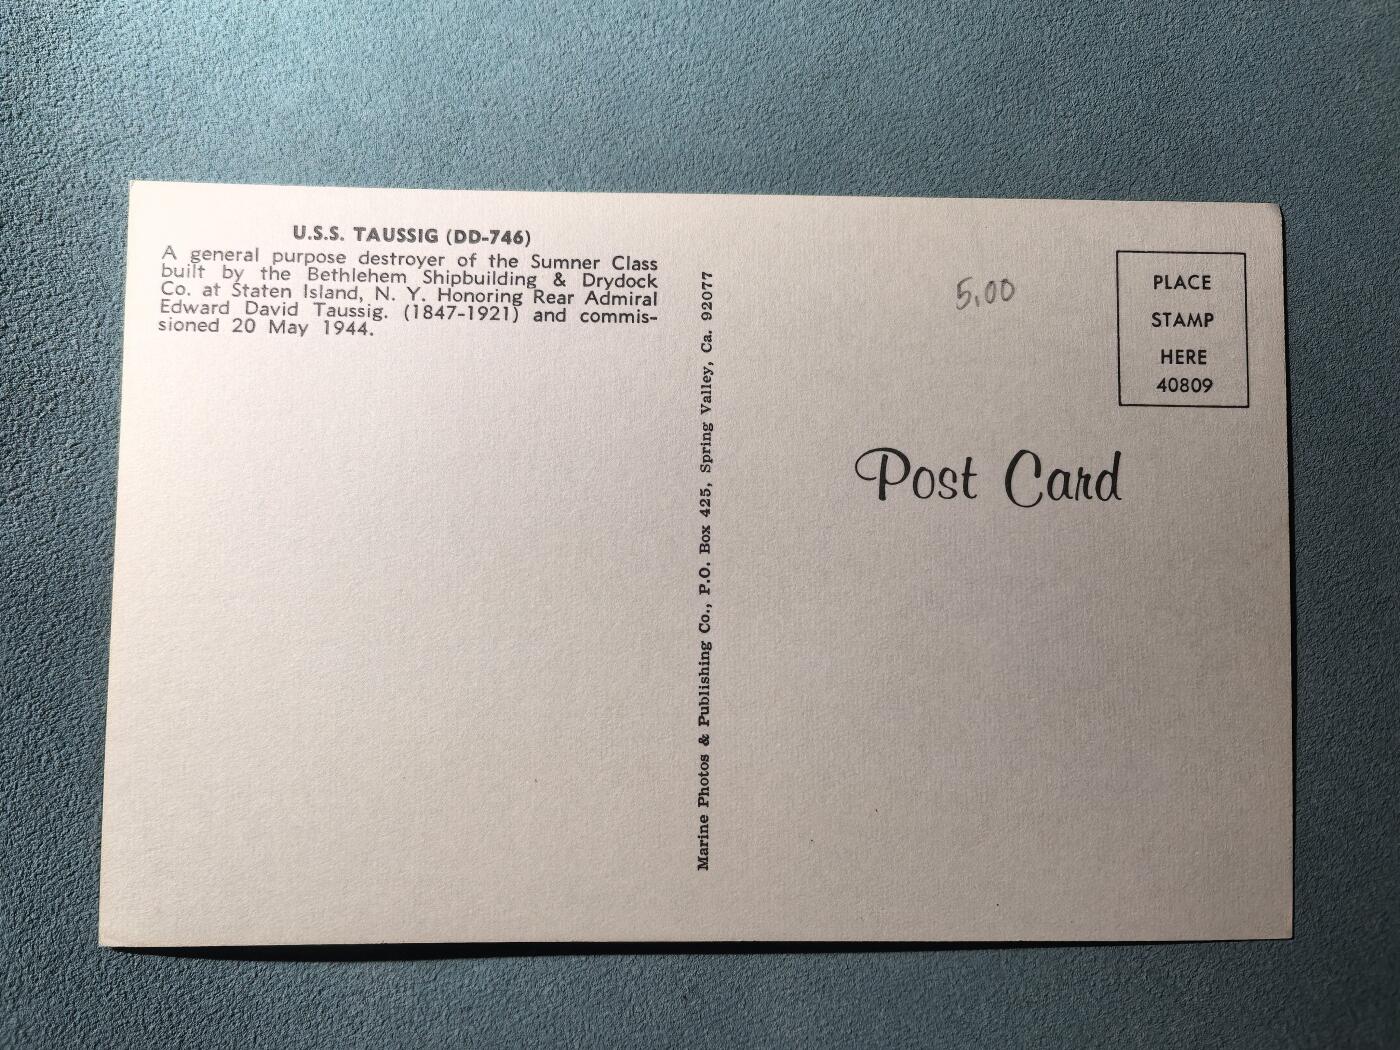 U.S.S. TAUSSIG (DD-746)
A general purpose destroyer of the Sumner Class
built by the Bethlehem Shipbuilding & Drydock
Co. at Staten Island, N. Y. Honoring Rear Admiral
Edward David Taussig. (1847-1921) and commis-
sioned 20 May 1944.
Marine Photos & Publishing Co., P.O. Box 425, Spring Valley, Ca. 92077
5.00
PLACE
STAMP
HERE
40809
Post Card